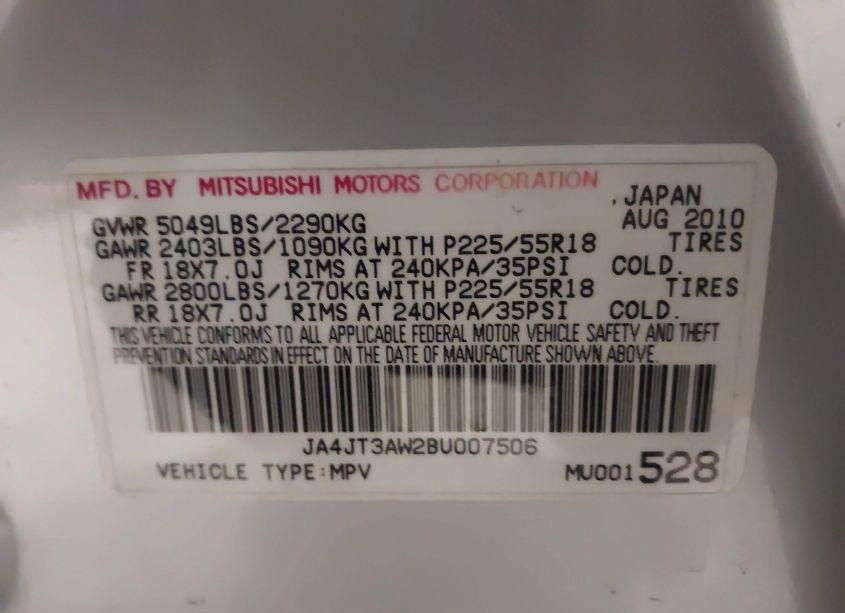 MFD. BY MITSUBISHI MOTORS CORPORATION , JAPAN
GVWR 5049LBS/2290KG AUG 2010
GAWR 2403LBS/1090KG WITH P225/55R18 TIRES
FR 18X7.0J RIMS AT 240KPA/35PSI COLD.
GAWR 2800LBS/1270KG WITH P225/55R18 TIRES
RR 18X7.0J RIMS AT 240KPA/35PSI COLD.
THIS VEHICLE CONFORMS TO ALL APPLICABLE FEDERAL MOTOR VEHICLE SAFETY AND THEFT
PREVENTION STANDARDS IN EFFECT ON THE DATE OF MANUFACTURE SHOWN ABOVE.
JA4JT3AW2BU007506
VEHICLE TYPE:MPV MU001528